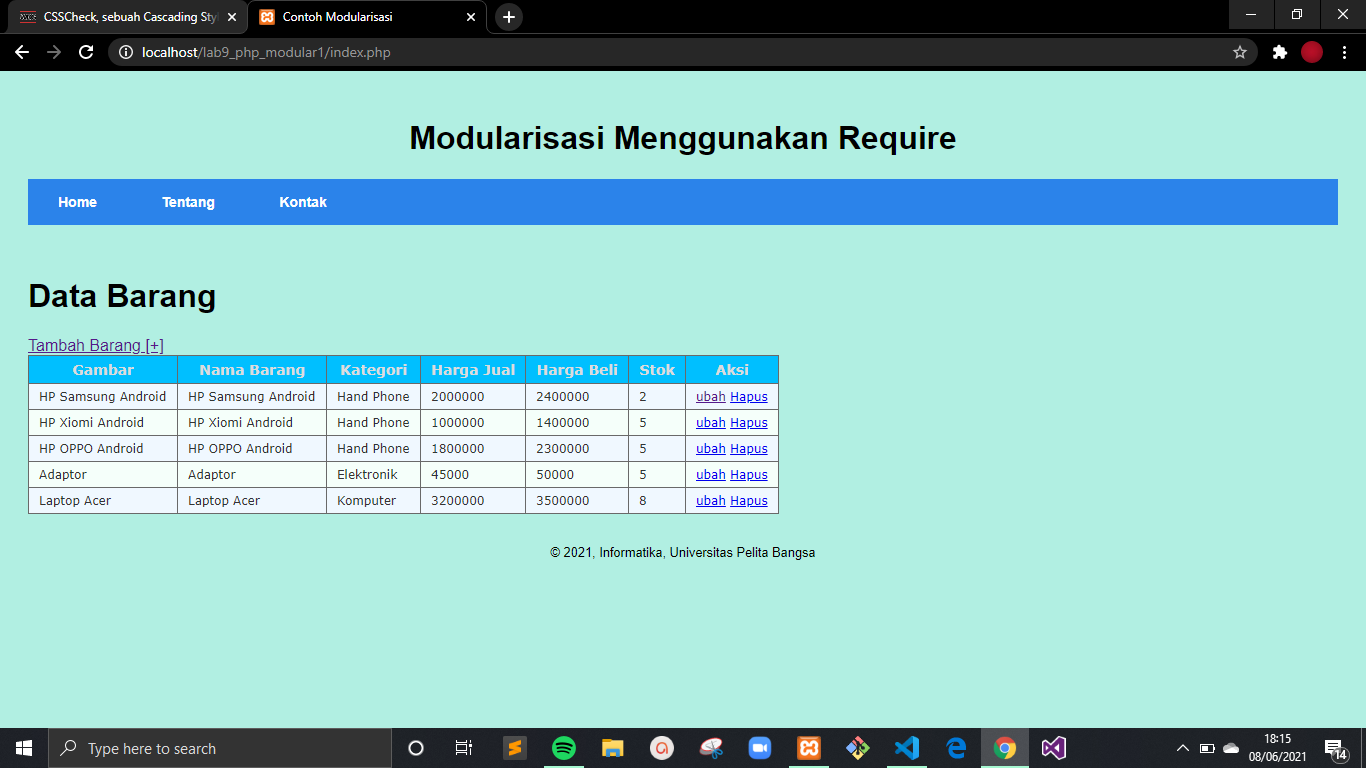 CSSCheck, sebuah Cascading Sty
Contoh Modularisasi
localhost/lab9_php_modular1/index.php
Modularisasi Menggunakan Require
Home Tentang Kontak
Data Barang
Tambah Barang [+]
Gambar Nama Barang Kategori Harga Jual Harga Beli Stok Aksi
HP Samsung Android HP Samsung Android Hand Phone 2000000 2400000 2 ubah Hapus
HP Xiomi Android HP Xiomi Android Hand Phone 1000000 1400000 5 ubah Hapus
HP OPPO Android HP OPPO Android Hand Phone 1800000 2300000 5 ubah Hapus
Adaptor Adaptor Elektronik 45000 50000 5 ubah Hapus
Laptop Acer Laptop Acer Komputer 3200000 3500000 8 ubah Hapus
© 2021, Informatika, Universitas Pelita Bangsa
Type here to search
18:15
08/06/2021
14